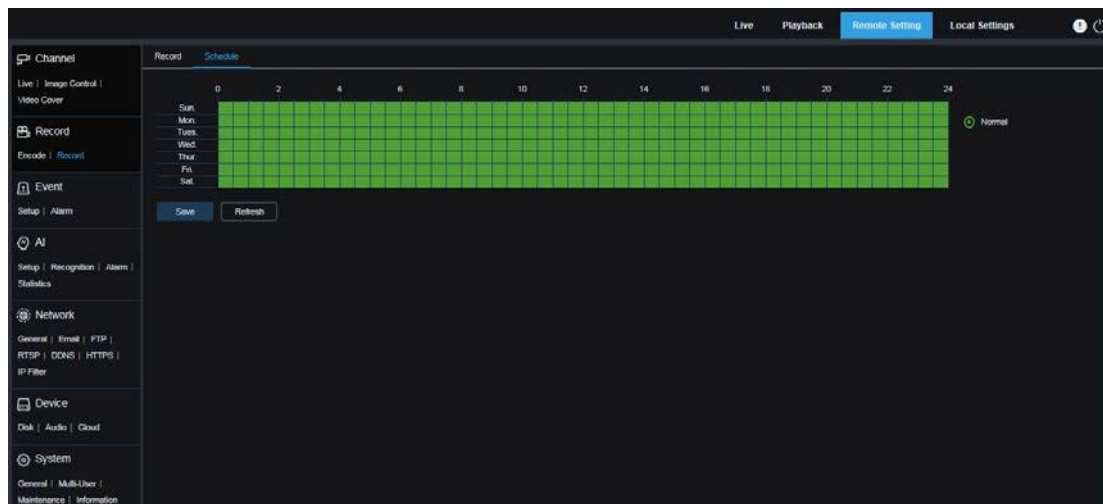 Live Playback Remote Setting Local Settings
Channel
Live | Image Control |
Video Cover
Record
Encode | Record
Event
Setup | Alarm
AI
Setup | Recognition | Alarm |
Statistics
Network
General | Email | FTP |
RTSP | DDNS | HTTPS |
IP Filter
Device
Disk | Audio | Cloud
System
General | Multi-User |
Maintenance | Information
Record Schedule
0 2 4 6 8 10 12 14 16 18 20 22 24
Sun.
Mon.
Tues.
Wed.
Thur.
Fri.
Sat.
Normal
Save Refresh